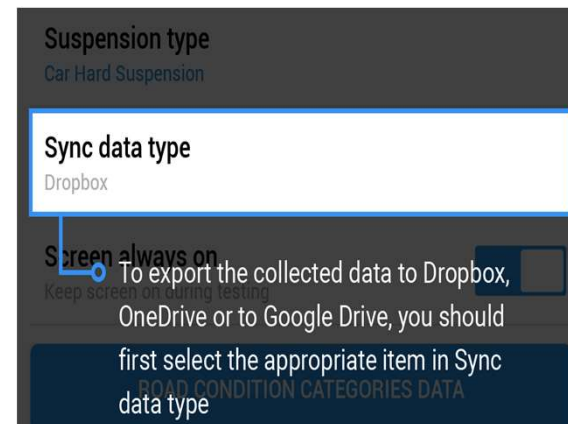 Suspension type
Car Hard Suspension
Sync data type
Dropbox
Screen always on
Keep screen on during testing
To export the collected data to Dropbox,
OneDrive or to Google Drive, you should
first select the appropriate item in Sync
data type
ROAD CONDITION CATEGORIES DATA